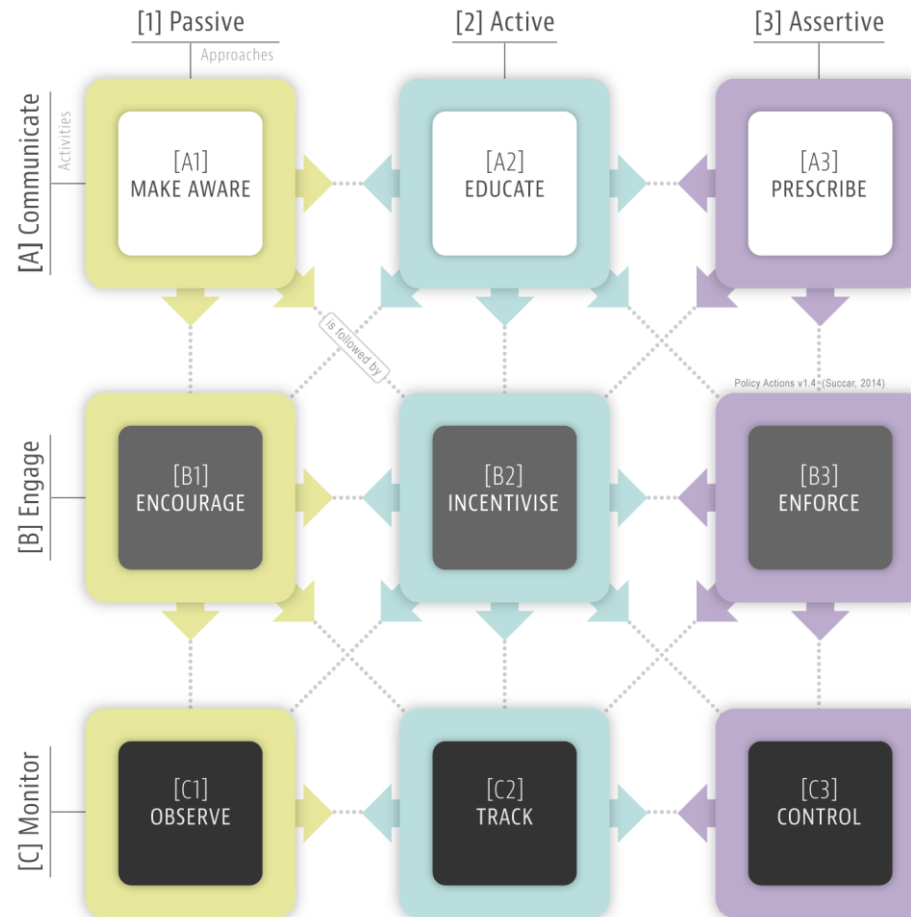 [1] Passive
[2] Active
[3] Assertive
Approaches
Activities
[A] Communicate
[A1]
MAKE AWARE
[A2]
EDUCATE
[A3]
PRESCRIBE
is followed by
Policy Actions v1.4 (Succar, 2014)
[B] Engage
[B1]
ENCOURAGE
[B2]
INCENTIVISE
[B3]
ENFORCE
[C] Monitor
[C1]
OBSERVE
[C2]
TRACK
[C3]
CONTROL